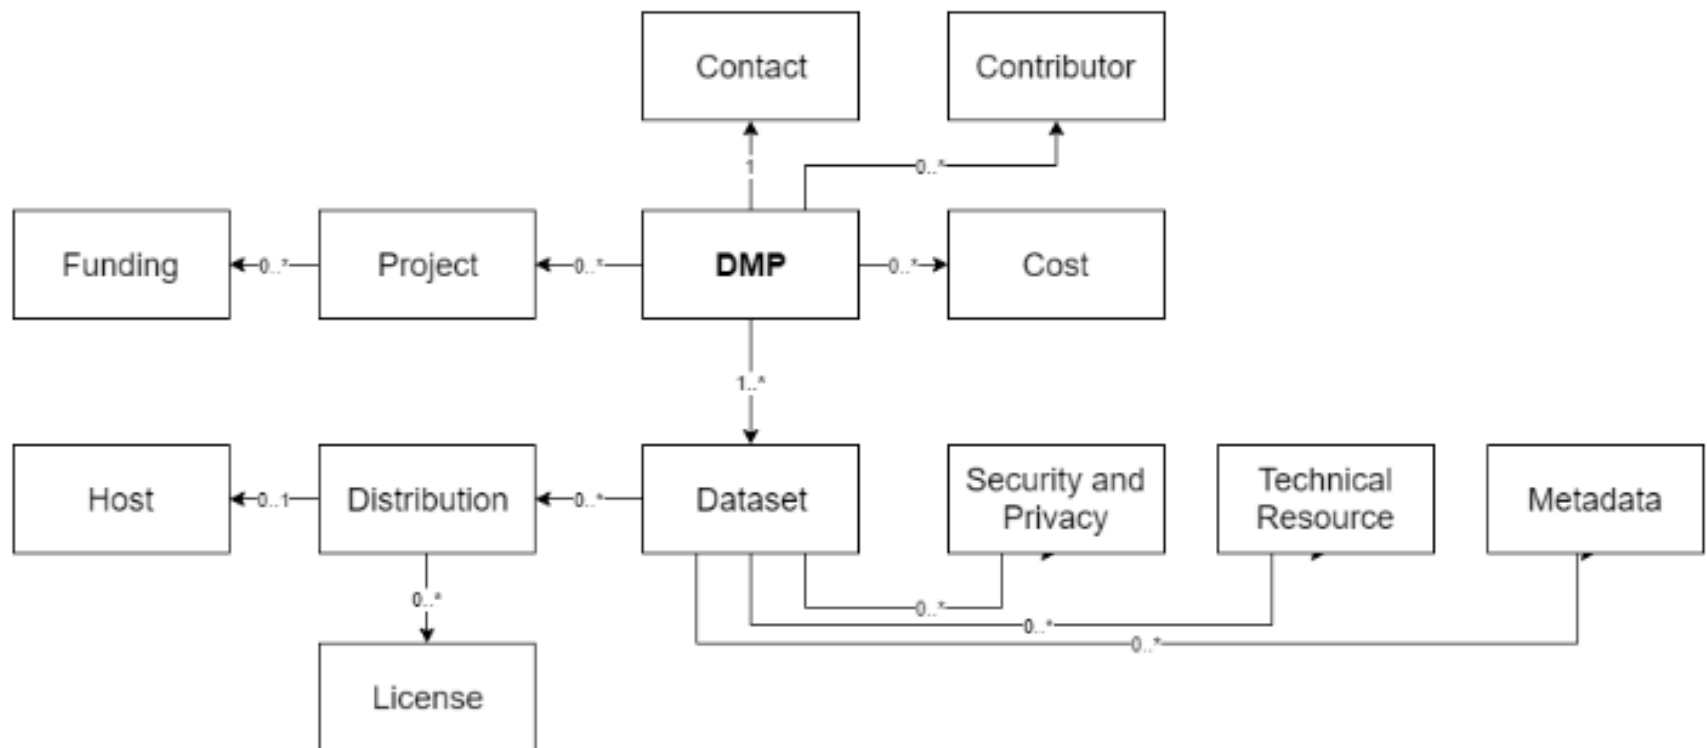 Contact
Contributor
1
0..*
Funding
0..*
Project
0..*
DMP
0..*
Cost
1..*
Host
0..1
Distribution
0..*
Dataset
Security and
Privacy
Technical
Resource
Metadata
0..*
0..*
0..*
0..*
License